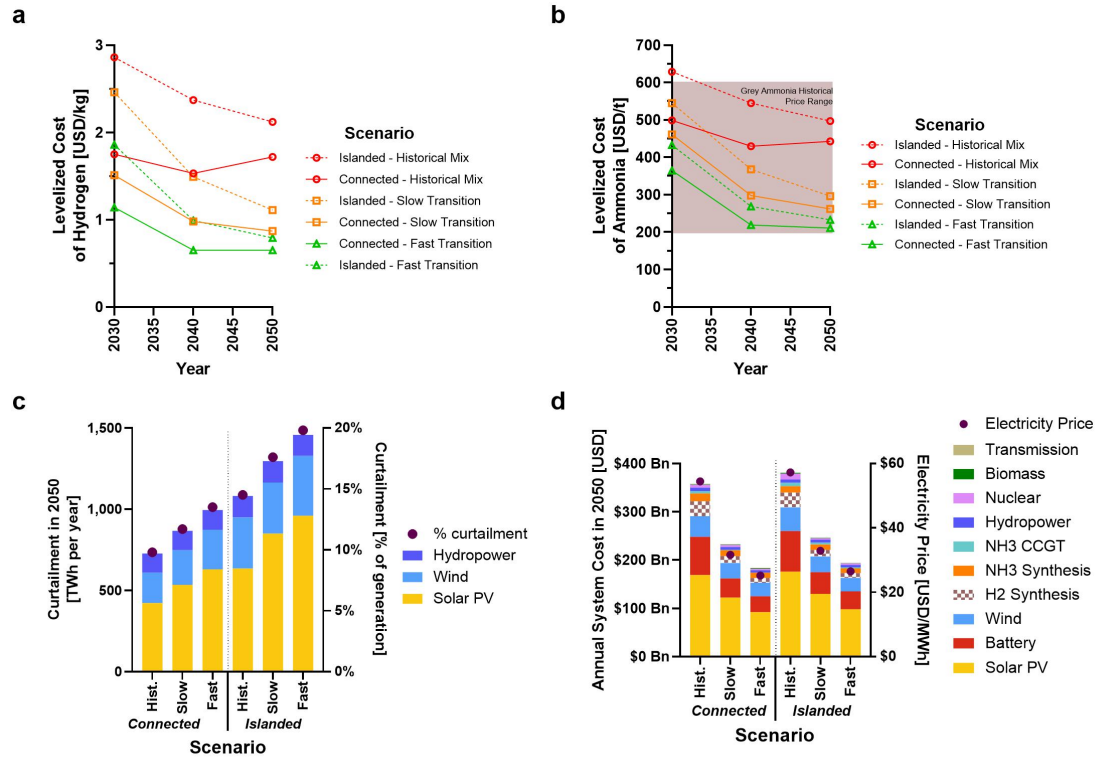 a
3
2
1
0
Levelized Cost
of Hydrogen [USD/kg]
2030
2035
2040
2045
2050
Year
Scenario
Islanded - Historical Mix
Connected - Historical Mix
Islanded - Slow Transition
Connected - Slow Transition
Connected - Fast Transition
Islanded - Fast Transition
b
700
600
500
400
300
200
100
0
Levelized Cost
of Ammonia [USD/t]
Grey Ammonia Historical
Price Range
2030
2035
2040
2045
2050
Year
Scenario
Islanded - Historical Mix
Connected - Historical Mix
Islanded - Slow Transition
Connected - Slow Transition
Islanded - Fast Transition
Connected - Fast Transition
c
Curtailment in 2050
[TWh per year]
1,500
1,000
500
0
20%
15%
10%
5%
0%
Curtailment [% of
generation]
Hist.
Slow
Fast
Hist.
Slow
Fast
Connected
Islanded
Scenario
% curtailment
Hydropower
Wind
Solar PV
d
Annual System Cost in 2050 [USD]
$400 Bn
$300 Bn
$200 Bn
$100 Bn
$0 Bn
$60
$40
$20
$0
Electricity Price [USD/MWh]
Hist.
Slow
Fast
Hist.
Slow
Fast
Connected
Islanded
Scenario
Electricity Price
Transmission
Biomass
Nuclear
Hydropower
NH3 CCGT
NH3 Synthesis
H2 Synthesis
Wind
Battery
Solar PV